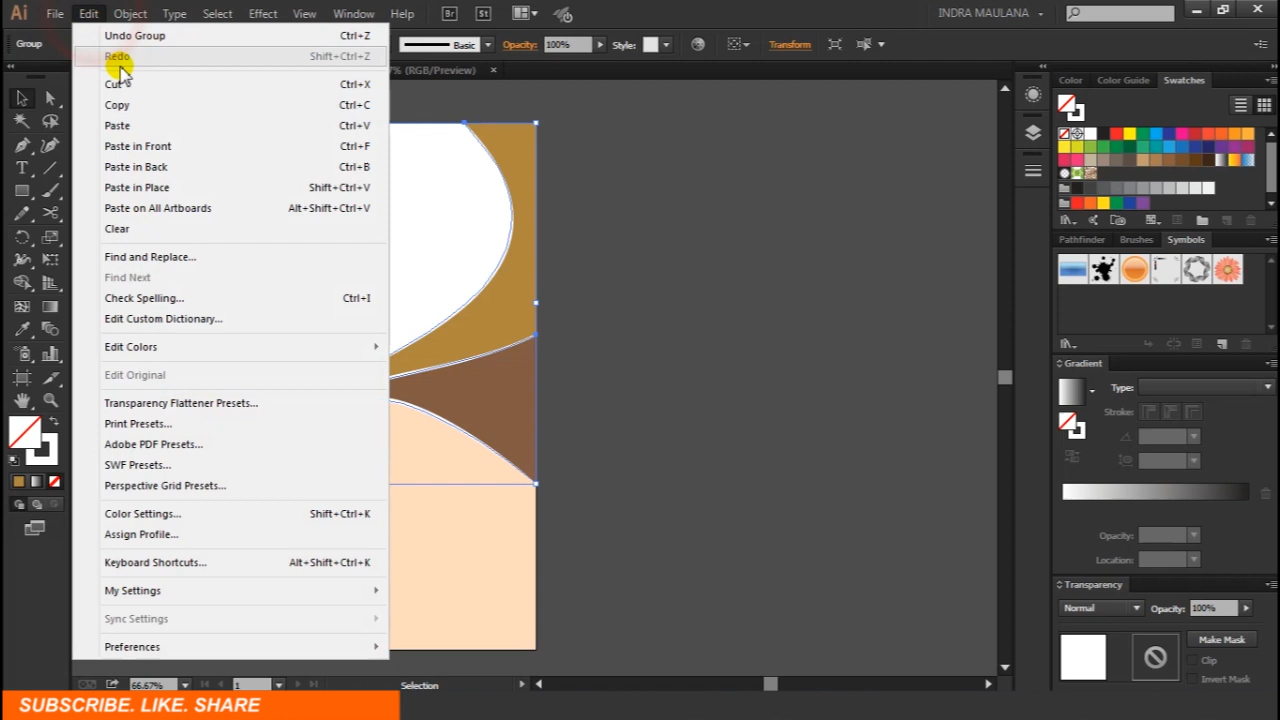 Ai File Edit Object Type Select Effect View Window Help Br St INDRA MAULANA
Group Basic Opacity: 100% Style: Transform
% (RGB/Preview)
Undo Group Ctrl+Z
Redo Shift+Ctrl+Z
Cut Ctrl+X
Copy Ctrl+C
Paste Ctrl+V
Paste in Front Ctrl+F
Paste in Back Ctrl+B
Paste in Place Shift+Ctrl+V
Paste on All Artboards Alt+Shift+Ctrl+V
Clear
Find and Replace...
Find Next
Check Spelling... Ctrl+I
Edit Custom Dictionary...
Edit Colors
Edit Original
Transparency Flattener Presets...
Print Presets...
Adobe PDF Presets...
SWF Presets...
Perspective Grid Presets...
Color Settings... Shift+Ctrl+K
Assign Profile...
Keyboard Shortcuts... Alt+Shift+Ctrl+K
My Settings
Sync Settings
Preferences
Color Color Guide Swatches
Pathfinder Brushes Symbols
Gradient
Type:
Stroke:
Opacity:
Location:
Transparency
Normal Opacity: 100%
Make Mask
Clip
Invert Mask
66.67% 1 Selection
SUBSCRIBE. LIKE. SHARE